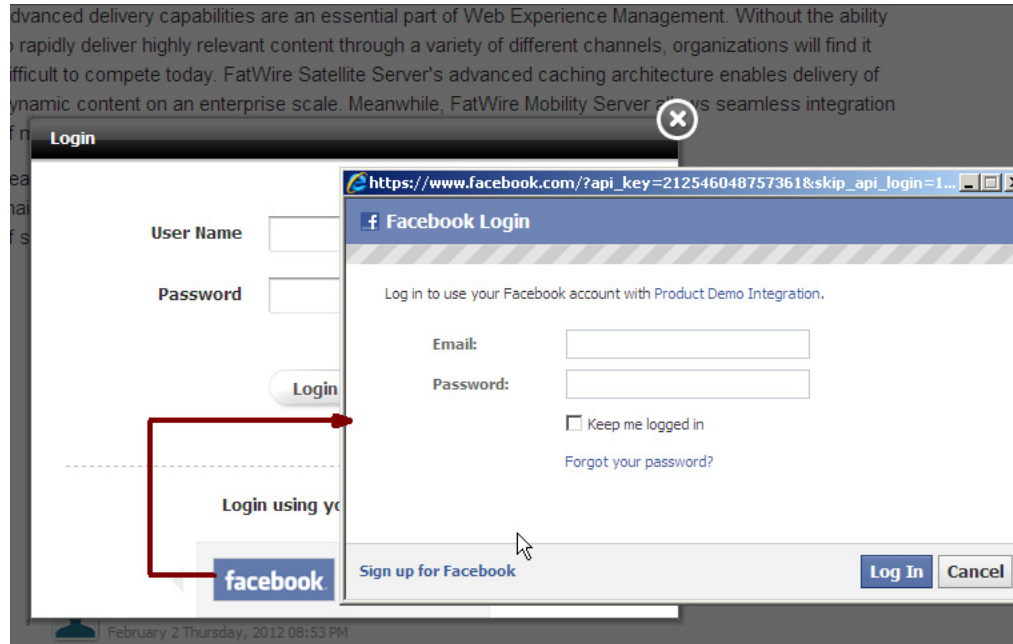 dvanced delivery capabilities are an essential part of Web Experience Management. Without the ability
rapidly deliver highly relevant content through a variety of different channels, organizations will find it
ifficult to compete today. FatWire Satellite Server's advanced caching architecture enables delivery of
ynamic content on an enterprise scale. Meanwhile, FatWire Mobility Server seamless integration
Login
https://www.facebook.com/?api_key=212546048757361&skip_api_login=1...
Facebook Login
User Name
Password
Login
Log in to use your Facebook account with Product Demo Integration.
Email:
Password:
Keep me logged in
Forgot your password?
Login using yo
facebook
Sign up for Facebook
Log In
Cancel
February 2 Thursday, 2012 08:53 PM